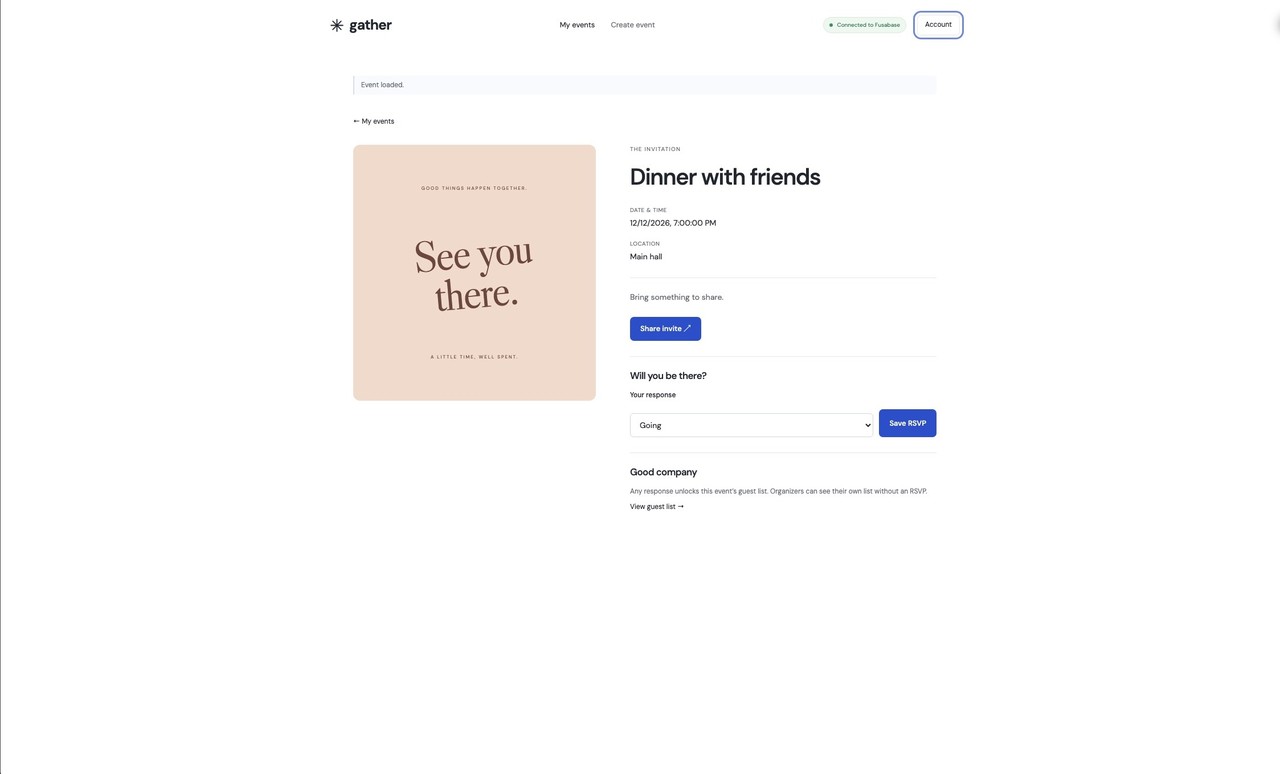 gather
My events
Create event
Connected to Fusabase
Account
Event loaded.
← My events
GOOD THINGS HAPPEN TOGETHER.
See you
there.
A LITTLE TIME, WELL SPENT.
THE INVITATION
Dinner with friends
DATE & TIME
12/12/2026, 7:00:00 PM
LOCATION
Main hall
Bring something to share.
Share invite ↗
Will you be there?
Your response
Going
Save RSVP
Good company
Any response unlocks this event's guest list. Organizers can see their own list without an RSVP.
View guest list →